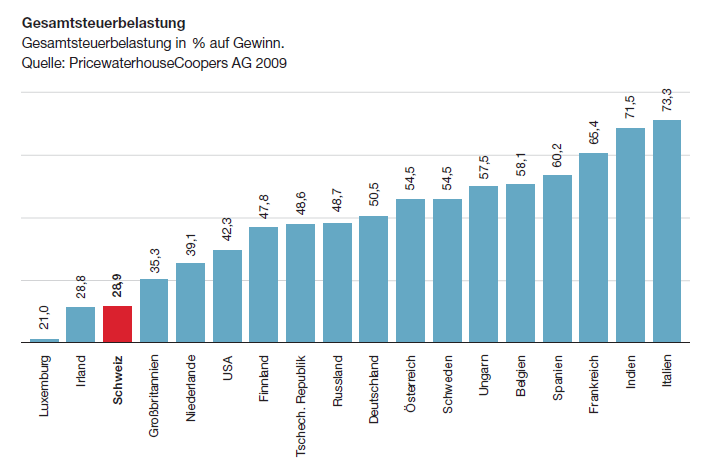 Gesamtsteuerbelastung
Gesamtsteuerbelastung in % auf Gewinn.
Quelle: PricewaterhouseCoopers AG 2009
21,0
28,8
28,9
35,3
39,1
42,3
47,8
48,6
48,7
50,5
54,5
54,5
57,5
58,1
60,2
65,4
71,5
73,3
Luxemburg
Irland
Schweiz
Großbritannien
Niederlande
USA
Finnland
Tschech. Republik
Russland
Deutschland
Österreich
Schweden
Ungarn
Belgien
Spanien
Frankreich
Indien
Italien